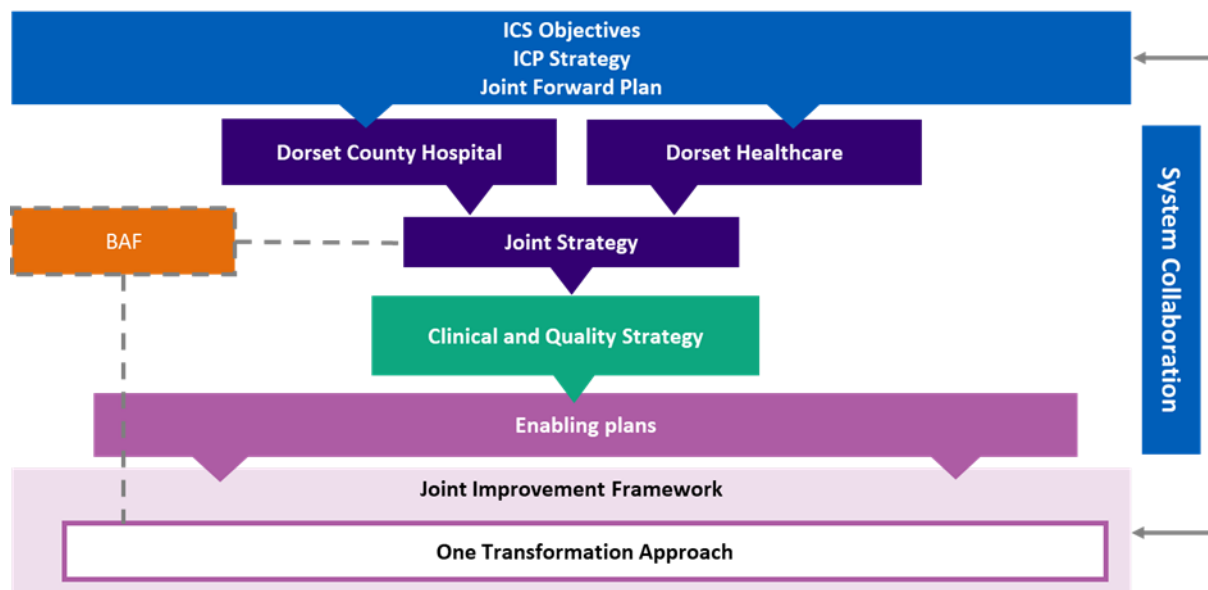 ICS Objectives
ICP Strategy
Joint Forward Plan
Dorset County Hospital
Dorset Healthcare
System Collaboration
BAF
Joint Strategy
Clinical and Quality Strategy
Enabling plans
Joint Improvement Framework
One Transformation Approach